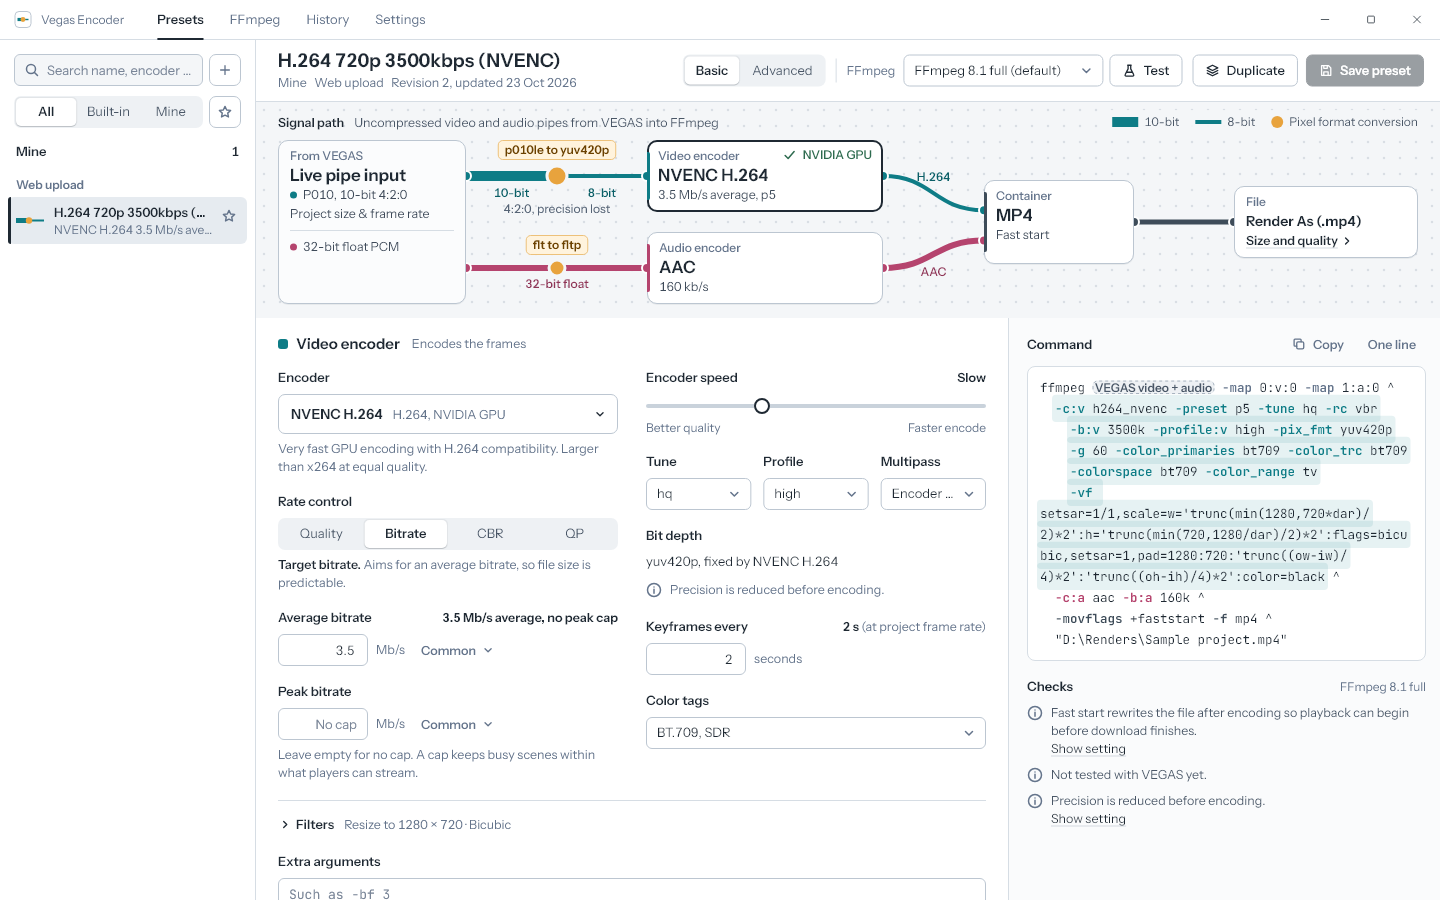 Vegas Encoder
Presets
FFmpeg
History
Settings
Search name, encoder ...
All
Built-in
Mine
Mine
1
Web upload
H.264 720p 3500kbps (...
NVENC H.264 3.5 Mb/s ave...
H.264 720p 3500kbps (NVENC)
Mine Web upload Revision 2, updated 23 Oct 2026
Basic
Advanced
FFmpeg
FFmpeg 8.1 full (default)
Test
Duplicate
Save preset
Signal path
Uncompressed video and audio pipes from VEGAS into FFmpeg
10-bit
8-bit
Pixel format conversion
From VEGAS
Live pipe input
P010, 10-bit 4:2:0
Project size & frame rate
32-bit float PCM
p010le to yuv420p
10-bit
8-bit
4:2:0, precision lost
flt to fltp
32-bit float
Video encoder
NVIDIA GPU
NVENC H.264
3.5 Mb/s average, p5
Audio encoder
AAC
160 kb/s
H.264
AAC
Container
MP4
Fast start
File
Render As (.mp4)
Size and quality
Video encoder
Encodes the frames
Encoder
NVENC H.264 H.264, NVIDIA GPU
Very fast GPU encoding with H.264 compatibility. Larger
than x264 at equal quality.
Rate control
Quality
Bitrate
CBR
QP
Target bitrate. Aims for an average bitrate, so file size is
predictable.
Average bitrate
3.5 Mb/s average, no peak cap
3.5
Mb/s
Common
Peak bitrate
No cap
Mb/s
Common
Leave empty for no cap. A cap keeps busy scenes within
what players can stream.
Encoder speed
Slow
Better quality
Faster encode
Tune
Profile
Multipass
hq
high
Encoder ...
Bit depth
yuv420p, fixed by NVENC H.264
Precision is reduced before encoding.
Keyframes every
2 s (at project frame rate)
2
seconds
Color tags
BT.709, SDR
Filters
Resize to 1280 × 720 · Bicubic
Extra arguments
Such as -bf 3
Command
Copy
One line
ffmpeg VEGAS video + audio -map 0:v:0 -map 1:a:0 ^
-c:v h264_nvenc -preset p5 -tune hq -rc vbr
-b:v 3500k -profile:v high -pix_fmt yuv420p
-g 60 -color_primaries bt709 -color_trc bt709
-colorspace bt709 -color_range tv
-vf
setsar=1/1,scale=w='trunc(min(1280,720*dar)/
2)*2':h='trunc(min(720,1280/dar)/2)*2':flags=bicu
bic,setsar=1,pad=1280:720:'trunc((ow-iw)/
4)*2':'trunc((oh-ih)/4)*2':color=black ^
-c:a aac -b:a 160k ^
-movflags +faststart -f mp4 ^
"D:\Renders\Sample project.mp4"
Checks
FFmpeg 8.1 full
Fast start rewrites the file after encoding so playback can begin
before download finishes.
Show setting
Not tested with VEGAS yet.
Precision is reduced before encoding.
Show setting